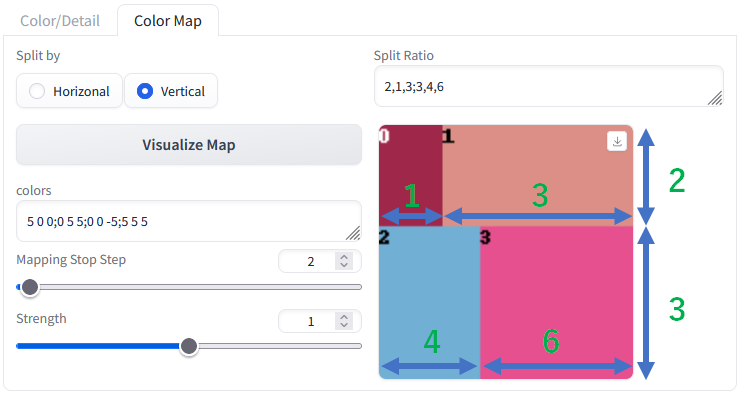 Color/Detail Color Map
Split by
Horizonal Vertical
Split Ratio
2,1,3;3,4,6
Visualize Map
colors
5 0 0;0 5 5;0 0 -5;5 5 5
Mapping Stop Step
2
Strength
1
0 1
1 3 2
2 3
4 6 3